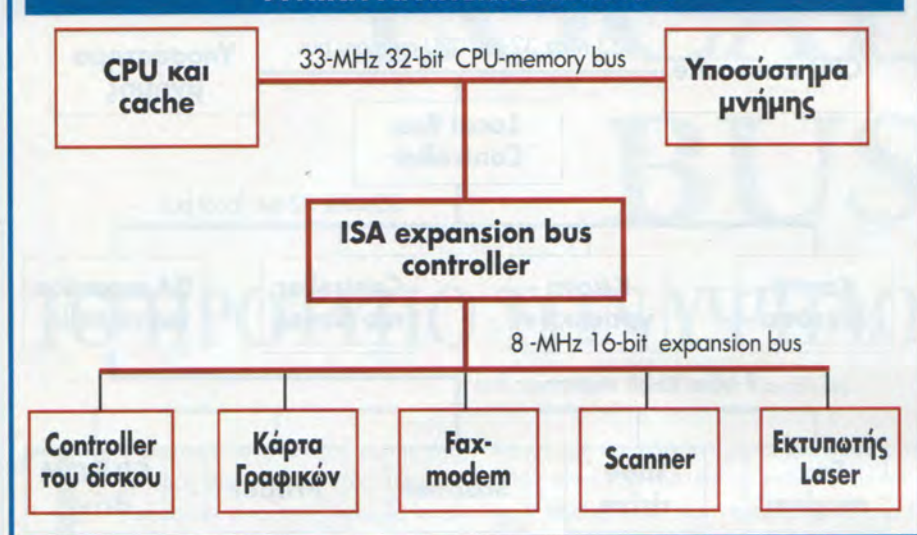 33-MHz 32-bit CPU-memory bus
CPU και
cache
Υποσύστημα
μνήμης
ISA expansion bus
controller
8 -MHz 16-bit expansion bus
Controller
του δίσκου
Κάρτα
Γραφικών
Fax-
modem
Scanner
Εκτυπωτής
Laser